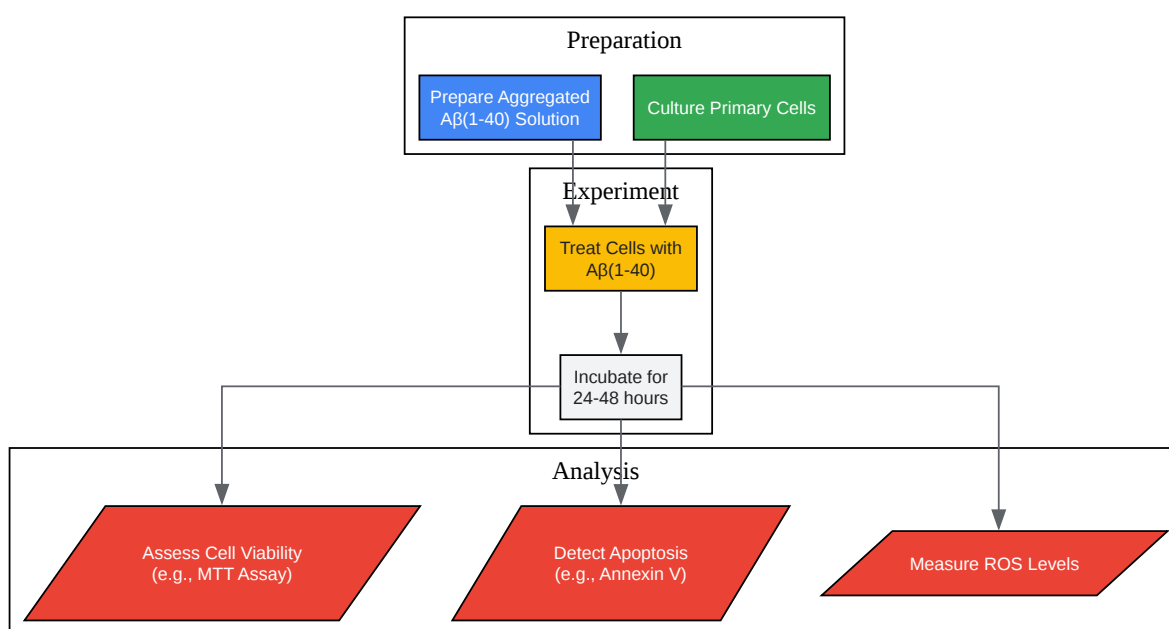 Preparation
Prepare Aggregated
Aβ(1-40) Solution
Culture Primary Cells
Experiment
Treat Cells with
Aβ(1-40)
Incubate for
24-48 hours
Analysis
Assess Cell Viability
(e.g., MTT Assay)
Detect Apoptosis
(e.g., Annexin V)
Measure ROS Levels